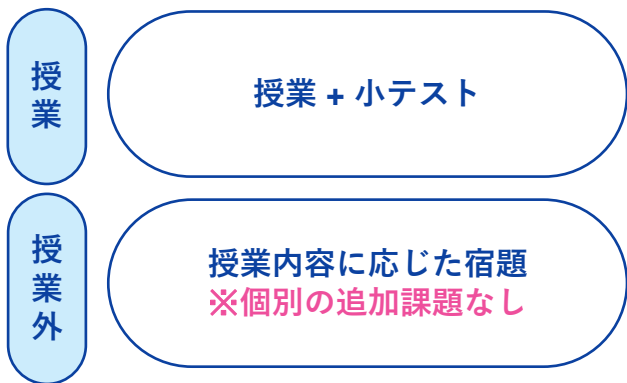 授業
授業 + 小テスト
授業外
授業内容に応じた宿題
※個別の追加課題なし